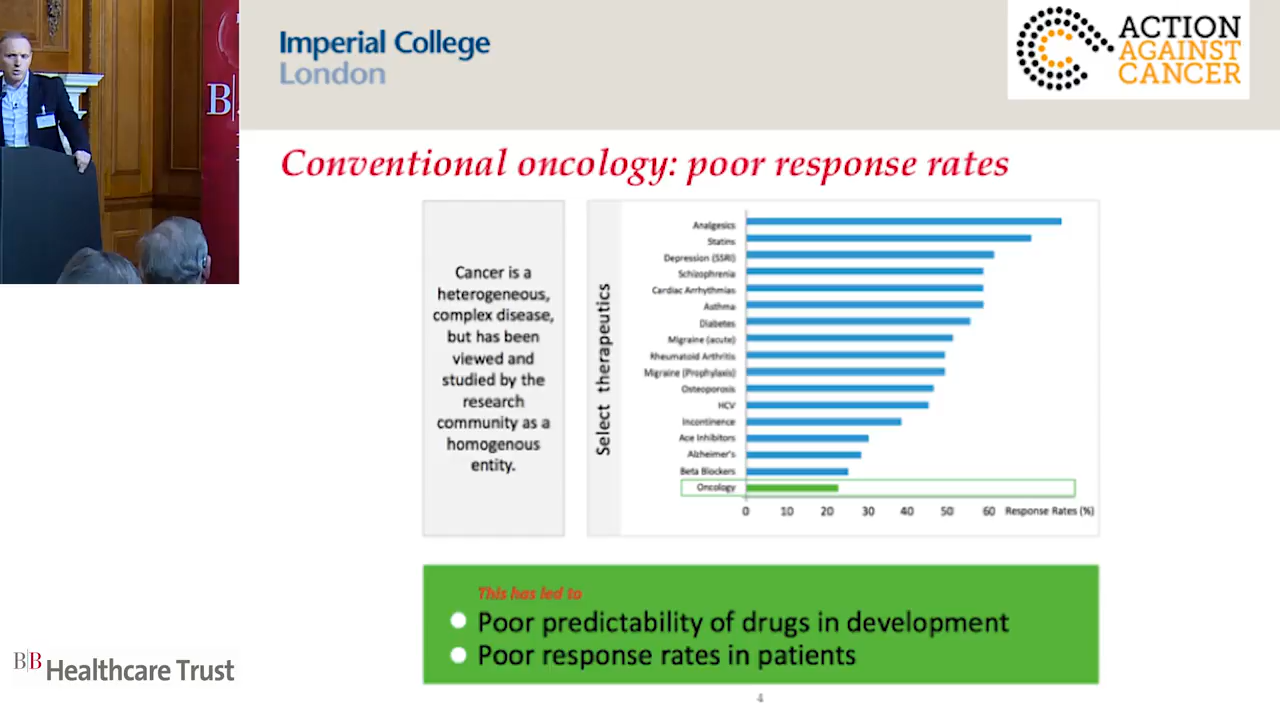 B
Imperial College
London
ACTION
AGAINST
CANCER
Conventional oncology: poor response rates
Cancer is a
heterogeneous,
complex disease,
but has been
viewed and
studied by the
research
community as a
homogenous
entity.
Select therapeutics
Analgesics
Statins
Depression (SSRI)
Schizophrenia
Cardiac Arrhythmias
Asthma
Diabetes
Migraine (acute)
Rheumatoid Arthritis
Migraine (Prophylaxis)
Osteoporosis
HCV
Incontinence
Ace Inhibitors
Alzheimer's
Beta Blockers
Oncology
0 10 20 30 40 50 60 Response Rates (%)
This has led to
Poor predictability of drugs in development
Poor response rates in patients
B|B Healthcare Trust
4